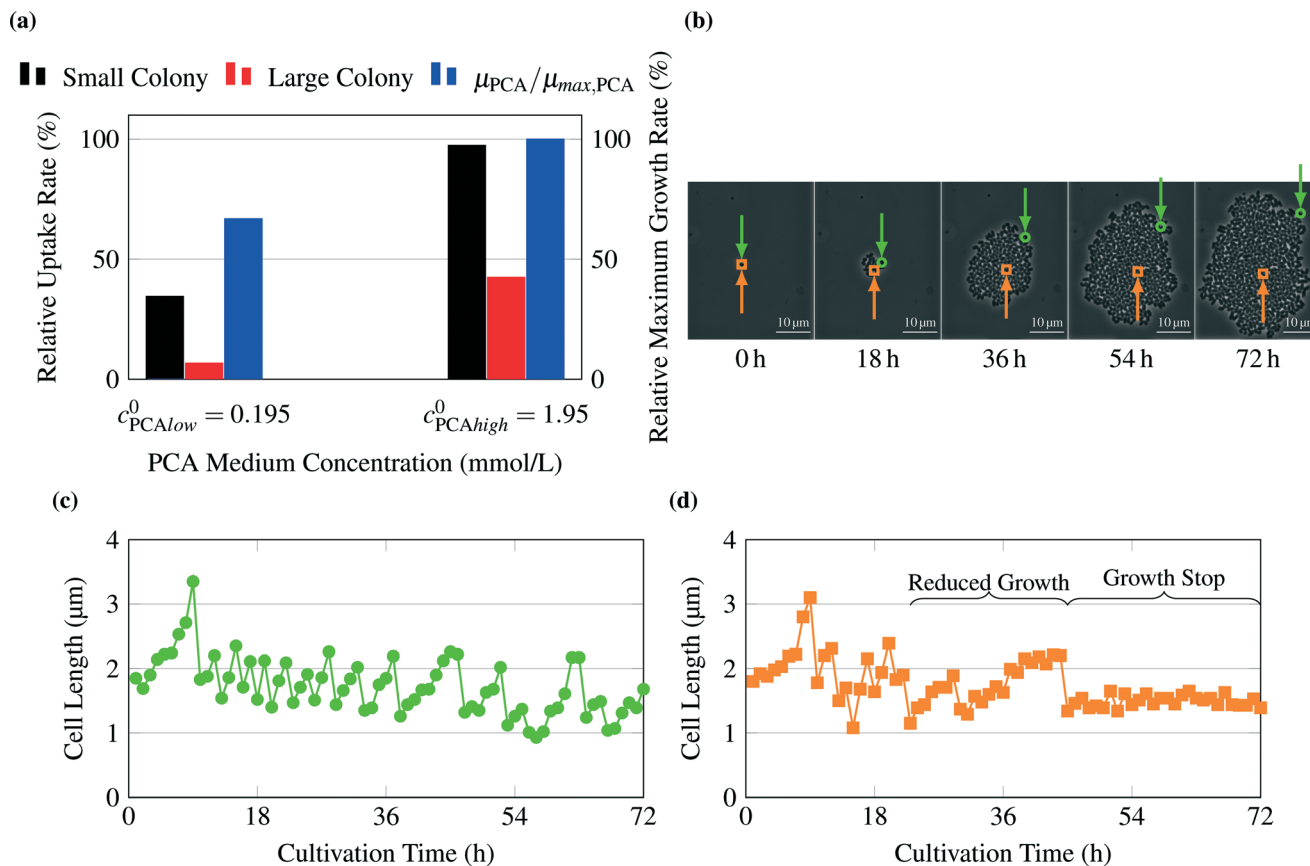 (a)
Small Colony Large Colony μPCA/μmax,PCA
Relative Uptake Rate (%)
100
50
0
100
50
0
Relative Maximum Growth Rate (%)
c⁰PCAlow = 0.195 c⁰PCAhigh = 1.95
PCA Medium Concentration (mmol/L)
(b)
10 μm 10 μm 10 μm 10 μm 10 μm
0 h 18 h 36 h 54 h 72 h
(c)
Cell Length (μm)
4
3
2
1
0
0 18 36 54 72
Cultivation Time (h)
(d)
Cell Length (μm)
4
3
2
1
0
Reduced Growth Growth Stop
0 18 36 54 72
Cultivation Time (h)